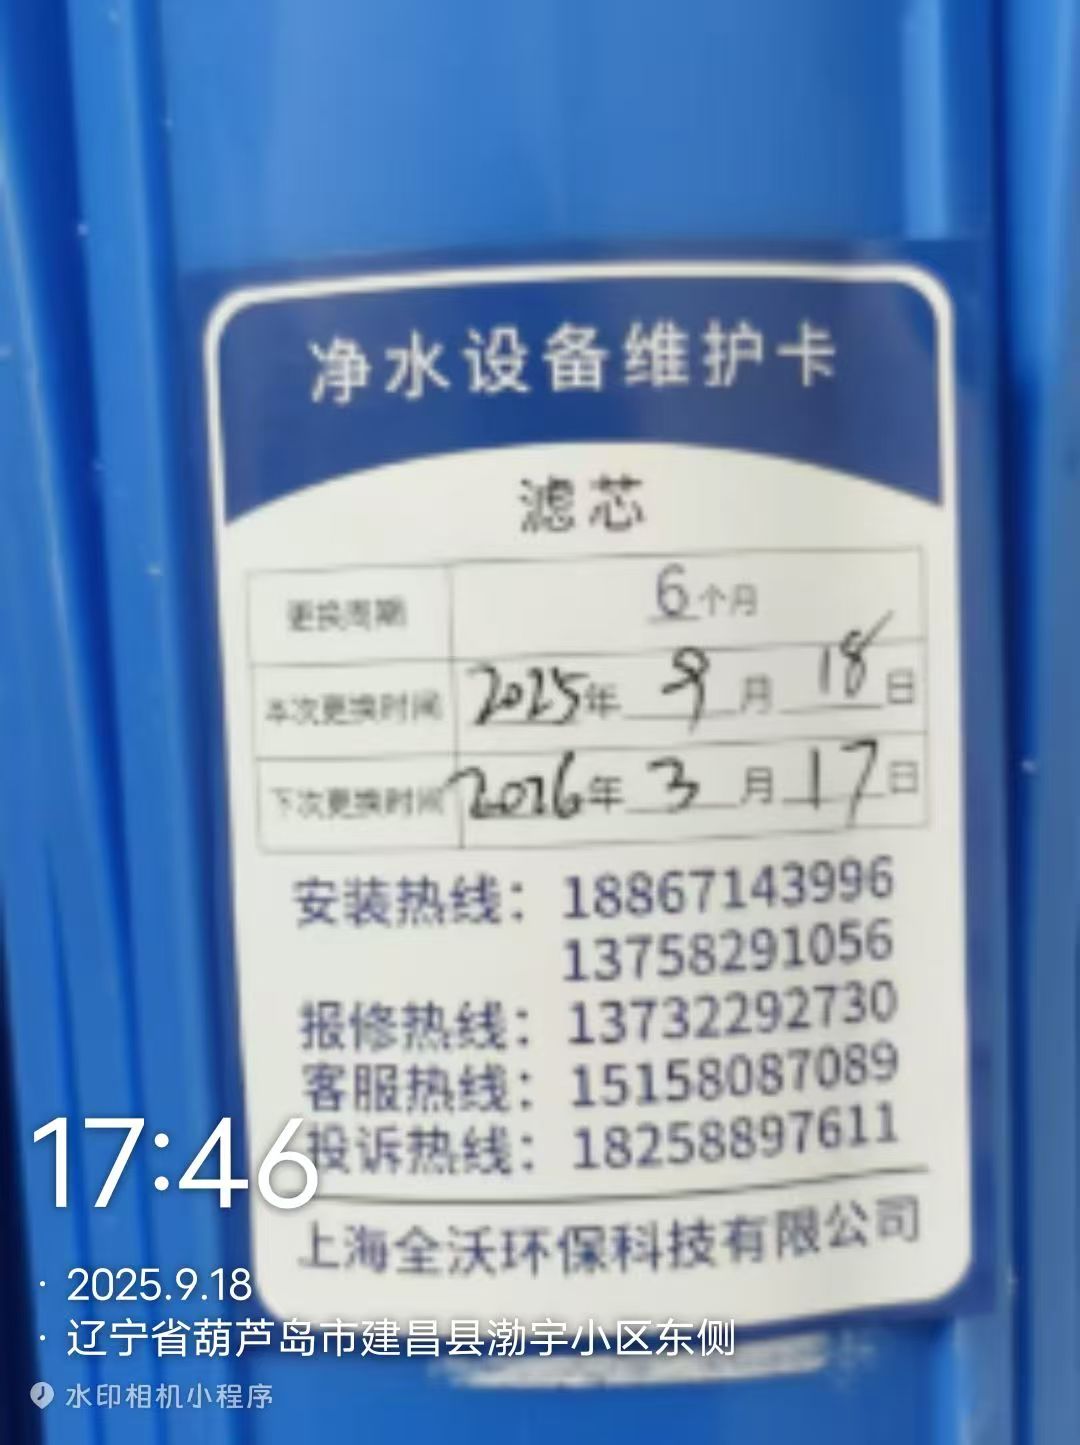 净水设备维护卡
滤芯
更换周期 6个月
本次更换时间 2025年 9月 18日
下次更换时间 2026年 3月 17日
安装热线：18867143996
13758291056
报修热线：13732292730
客服热线：15158087089
投诉热线：18258897611
上海全沃环保科技有限公司
17:46
· 2025.9.18
· 辽宁省葫芦岛市建昌县渤宇小区东侧
水印相机小程序